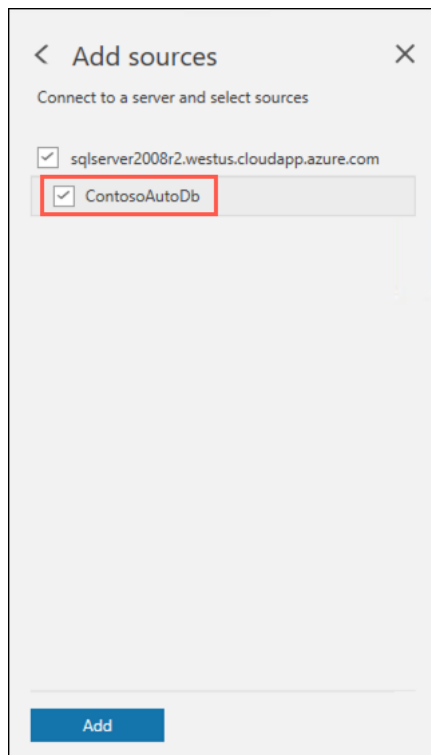 Add sources
Connect to a server and select sources
sqlserver2008r2.westus.cloudapp.azure.com
ContosoAutoDb
Add